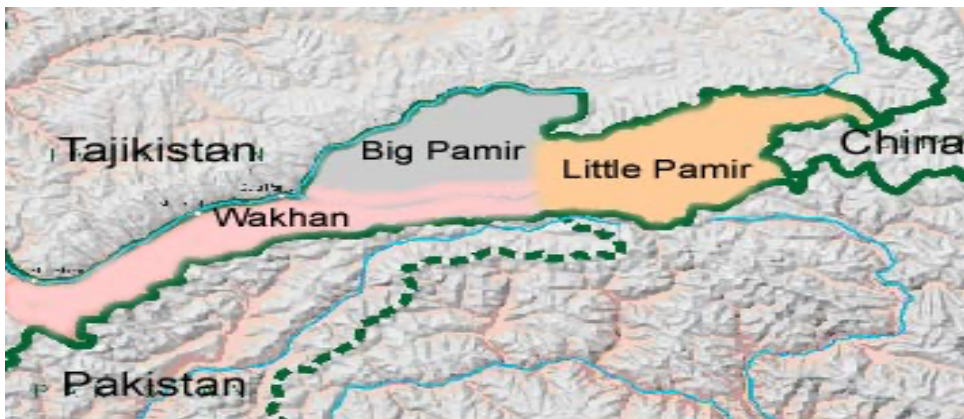 Tajikistan
Big Pamir
Little Pamir
China
Wakhan
Pakistan